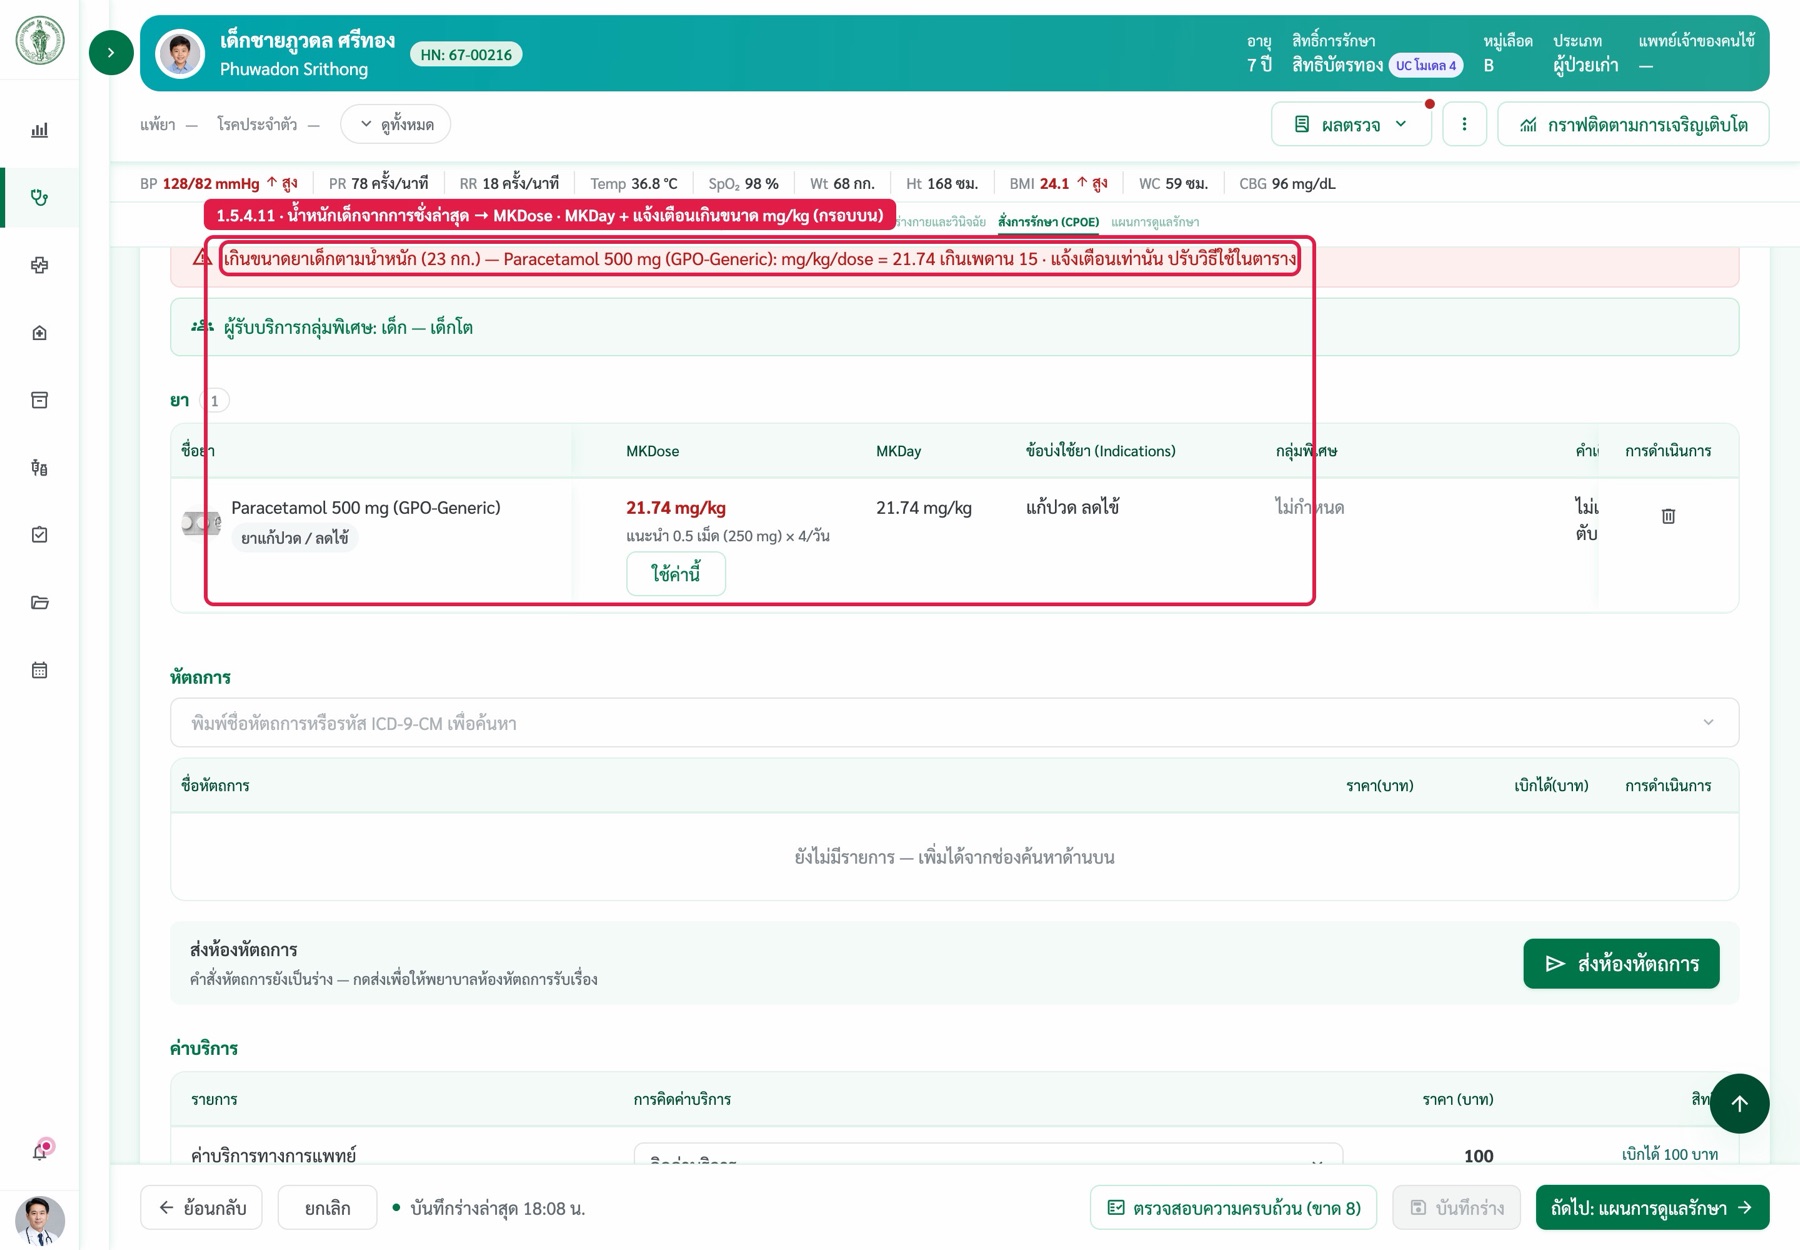 เด็กชายภูวดล ศรีทอง
Phuwadon Srithong
HN: 67-00216
อายุ
7 ปี
สิทธิ์การรักษา
สิทธิบัตรทอง UC โมเดล 4
หมู่เลือด
B
ประเภท
ผู้ป่วยเก่า
แพทย์เจ้าของคนไข้
—
แพ้ยา — โรคประจำตัว — ดูทั้งหมด
ผลตรวจ
กราฟติดตามการเจริญเติบโต
BP 128/82 mmHg ↑ สูง PR 78 ครั้ง/นาที RR 18 ครั้ง/นาที Temp 36.8 °C SpO₂ 98 % Wt 68 กก. Ht 168 ซม. BMI 24.1 ↑ สูง WC 59 ซม. CBG 96 mg/dL
1.5.4.11 · น้ำหนักเด็กจากการชั่งล่าสุด → MKDose · MKDay + แจ้งเตือนเกินขนาด mg/kg (กรอบบน)
ร่างกายและวินิจฉัย สั่งการรักษา (CPOE) แผนการดูแลรักษา
เกินขนาดยาเด็กตามน้ำหนัก (23 กก.) — Paracetamol 500 mg (GPO-Generic): mg/kg/dose = 21.74 เกินเพดาน 15 · แจ้งเตือนเท่านั้น ปรับวิธีใช้ในตาราง
ผู้รับบริการกลุ่มพิเศษ: เด็ก — เด็กโต
ยา 1
ชื่อยา MKDose MKDay ข้อบ่งใช้ยา (Indications) กลุ่มพิเศษ การดำเนินการ
Paracetamol 500 mg (GPO-Generic) 21.74 mg/kg 21.74 mg/kg แก้ปวด ลดไข้ ไม่กำหนด
ยาแก้ปวด / ลดไข้ แนะนำ 0.5 เม็ด (250 mg) × 4/วัน ตับ
ใช้ค่านี้
หัตถการ
พิมพ์ชื่อหัตถการหรือรหัส ICD-9-CM เพื่อค้นหา
ชื่อหัตถการ ราคา(บาท) เบิกได้(บาท) การดำเนินการ
ยังไม่มีรายการ — เพิ่มได้จากช่องค้นหาด้านบน
ส่งห้องหัตถการ
คำสั่งหัตถการยังเป็นร่าง — กดส่งเพื่อให้พยาบาลห้องหัตถการรับเรื่อง
ส่งห้องหัตถการ
ค่าบริการ
รายการ การคิดค่าบริการ ราคา (บาท)
ค่าบริการทางการแพทย์ 100 เบิกได้ 100 บาท
ย้อนกลับ ยกเลิก บันทึกร่างล่าสุด 18:08 น. ตรวจสอบความครบถ้วน (ขาด 8) บันทึกร่าง ถัดไป: แผนการดูแลรักษา